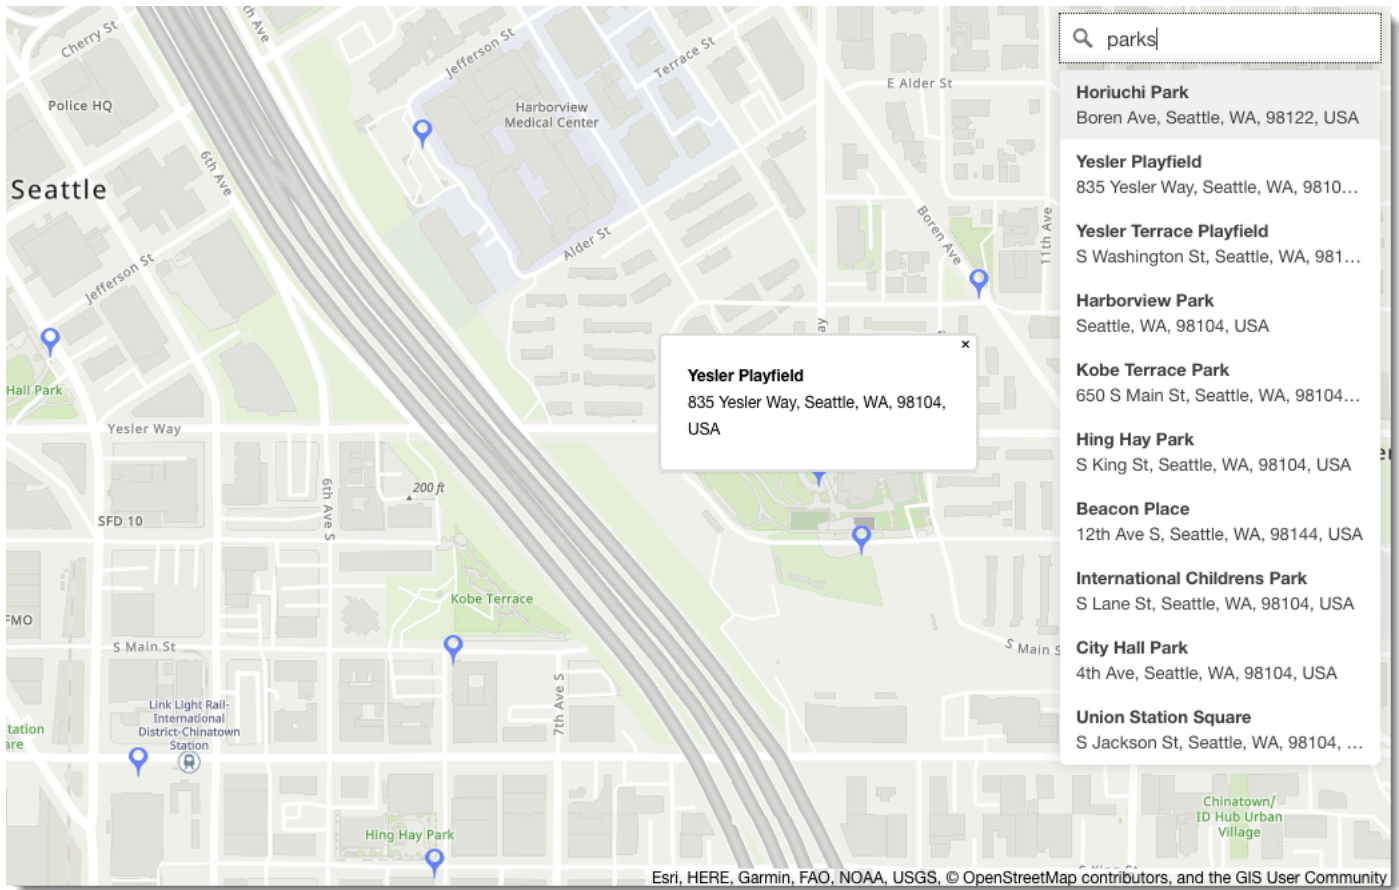 Cherry St
7th Ave
Jefferson St
Terrace St
Police HQ
Harborview
Medical Center
E Alder St
6th Ave
Seattle
Boren Ave
11th Ave
Alder St
Jefferson St
ay
Hall Park
Yesler Way
Yesler Playfield
835 Yesler Way, Seattle, WA, 98104,
USA
200 ft
6th Ave S
SFD 10
Kobe Terrace
FMO
S Main St
S Main S
7th Ave S
Link Light Rail-
International
District-Chinatown
Station
tation
are
Hing Hay Park
Chinatown/
ID Hub Urban
Village
S King St
parks
Horiuchi Park
Boren Ave, Seattle, WA, 98122, USA
Yesler Playfield
835 Yesler Way, Seattle, WA, 9810...
Yesler Terrace Playfield
S Washington St, Seattle, WA, 981...
Harborview Park
Seattle, WA, 98104, USA
Kobe Terrace Park
650 S Main St, Seattle, WA, 98104...
Hing Hay Park
S King St, Seattle, WA, 98104, USA
Beacon Place
12th Ave S, Seattle, WA, 98144, USA
International Childrens Park
S Lane St, Seattle, WA, 98104, USA
City Hall Park
4th Ave, Seattle, WA, 98104, USA
Union Station Square
S Jackson St, Seattle, WA, 98104, ...
Esri, HERE, Garmin, FAO, NOAA, USGS, © OpenStreetMap contributors, and the GIS User Community